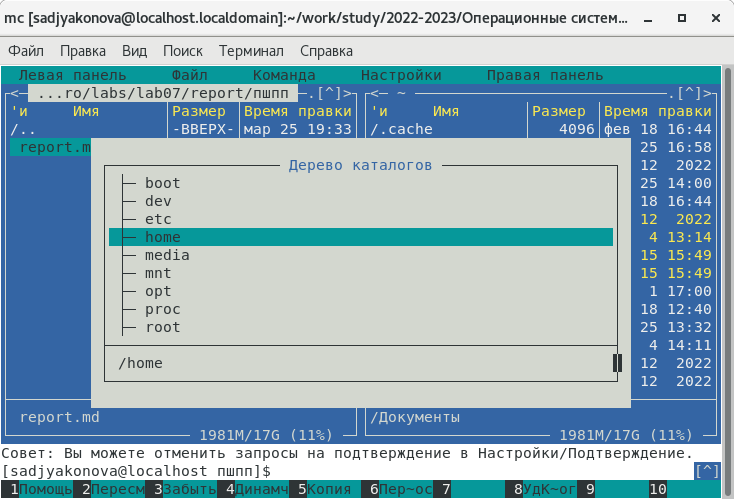 mc [sadjyakonova@localhost.localdomain]:~/work/study/2022-2023/Операционные систем...
Файл Правка Вид Поиск Терминал Справка
Левая панель Файл Команда Настройки Правая панель
<— ...ro/labs/lab07/report/пшпп —.[^]> <— ~ —.[^]>
'и Имя Размер Время правки 'и Имя Размер Время правки
/.. -ВВЕРХ- мар 25 19:33 /.cache 4096 фев 18 16:44
report.m 25 16:58
12 2022
Дерево каталогов
boot 25 14:00
dev 18 16:44
etc 12 2022
home 4 13:14
media 15 15:49
mnt 15 15:49
opt 1 17:00
proc 18 12:40
root 25 13:32
4 14:11
/home 12 2022
12 2022
report.md /Документы
1981M/17G (11%) 1981M/17G (11%)
Совет: Вы можете отменить запросы на подтверждение в Настройки/Подтверждение.
[sadjyakonova@localhost пшпп]$ [^]
1Помощь 2Пересм 3Забыть 4Динамч 5Копия 6Пер~ос 7 8УдК~ог 9 10